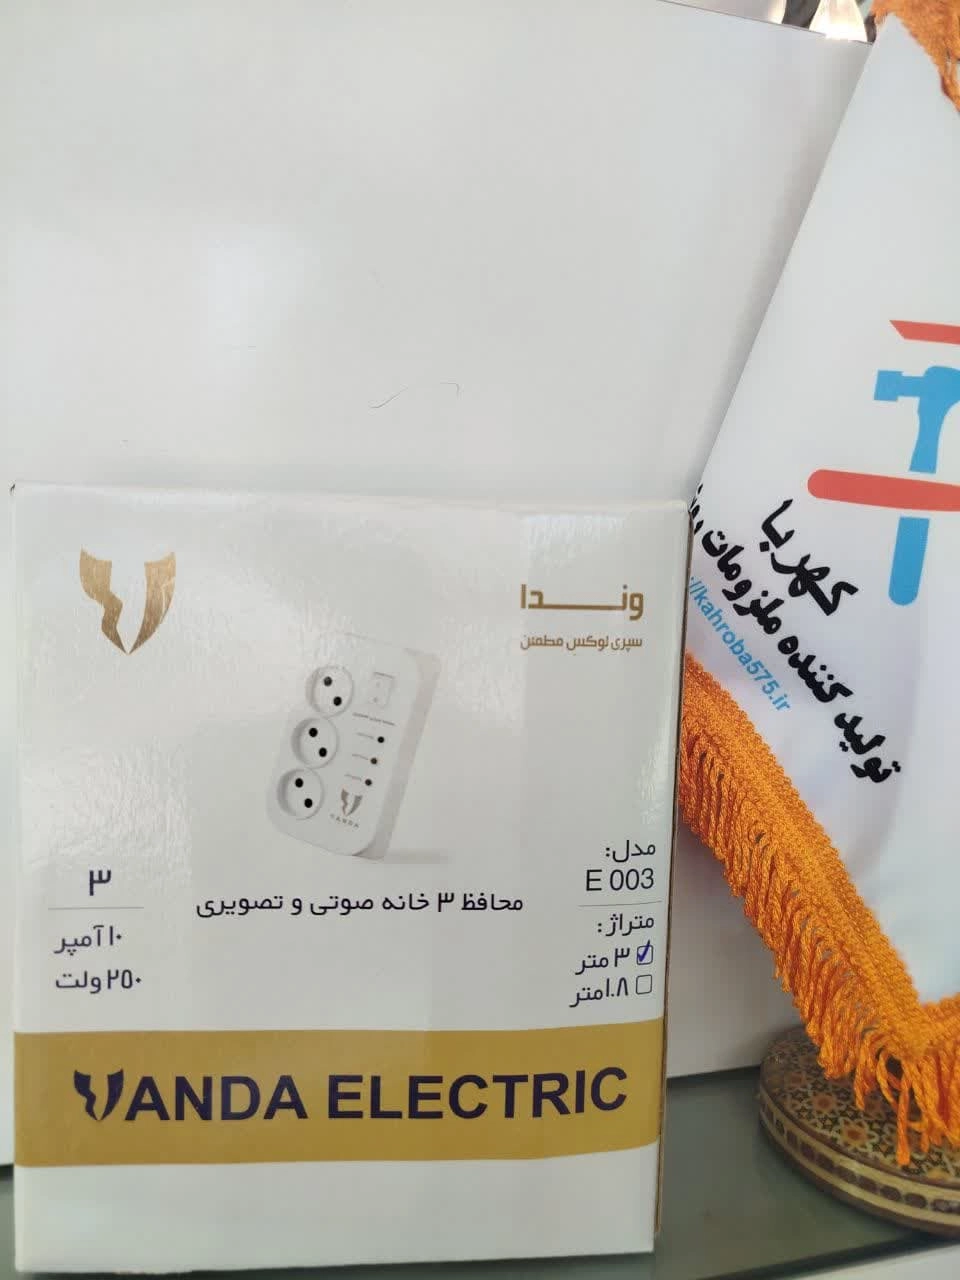 وندا
سپری لوکس مطمئن
VANDA
محافظ ۳ خانه صوتی و تصویری
مدل:
E 003
متراژ:
۳ متر
۱.۸ متر
۳
۱۰ آمپر
۲۵۰ ولت
VANDA ELECTRIC
کهربا
تولید کننده ملزومات
//kahroba575.ir